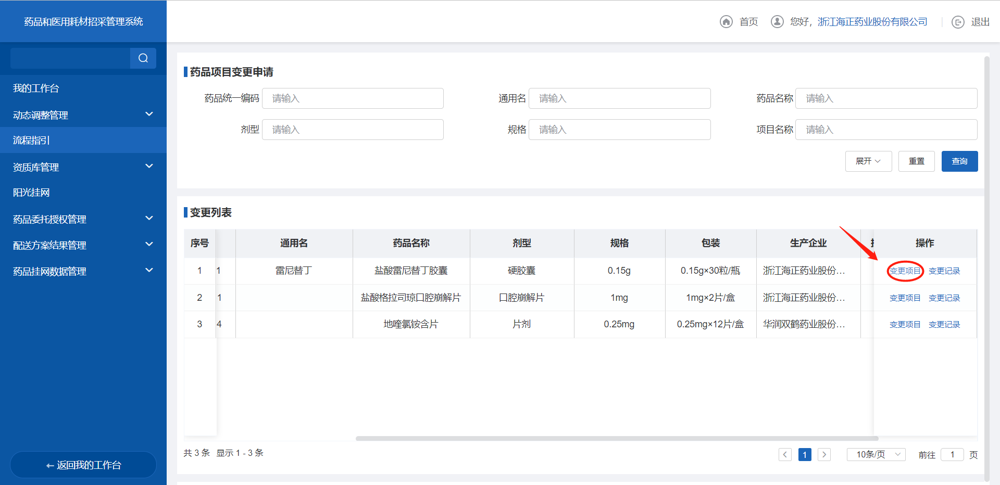 药品和医用耗材招采管理系统
首页 您好，浙江海正药业股份有限公司 退出
我的工作台
动态调整管理
流程指引
资质库管理
阳光挂网
药品委托授权管理
配送方案结果管理
药品挂网数据管理
返回我的工作台
药品项目变更申请
药品统一编码 请输入 通用名 请输入 药品名称 请输入
剂型 请输入 规格 请输入 项目名称 请输入
展开 重置 查询
变更列表
序号 通用名 药品名称 剂型 规格 包装 生产企业 操作
1 1 雷尼替丁 盐酸雷尼替丁胶囊 硬胶囊 0.15g 0.15g×30粒/瓶 浙江海正药业股份… 变更项目 变更记录
2 1 盐酸格拉司琼口腔崩解片 口腔崩解片 1mg 1mg×2片/盒 浙江海正药业股份… 变更项目 变更记录
3 4 地喹氯铵含片 片剂 0.25mg 0.25mg×12片/盒 华润双鹤药业股份… 变更项目 变更记录
共 3 条 显示 1 - 3 条 1 10条/页 前往 1 页